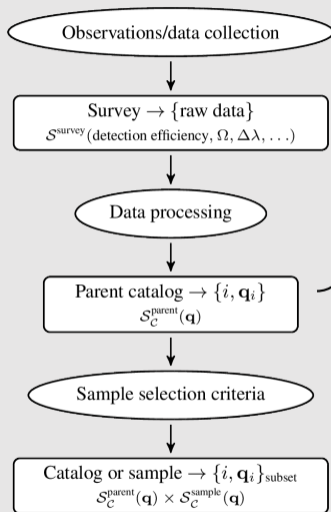 Observations/data collection
Survey → {raw data}
𝒮^survey(detection efficiency, Ω, Δλ, . . .)
Data processing
Parent catalog → {i, q_i}
𝒮_𝒞^parent(q)
Sample selection criteria
Catalog or sample → {i, q_i}_subset
𝒮_𝒞^parent(q) × 𝒮_𝒞^sample(q)